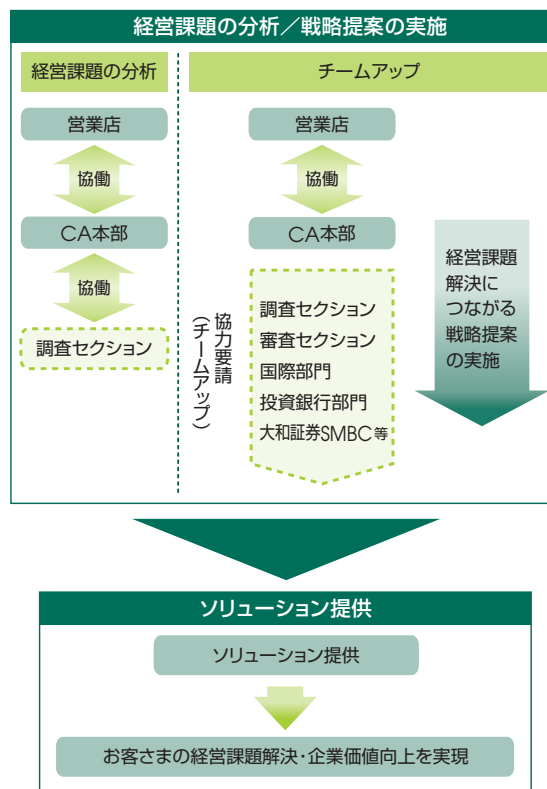 経営課題の分析／戦略提案の実施
経営課題の分析
営業店
協働
CA本部
協働
調査セクション
チームアップ
営業店
協働
CA本部
協力要請
（チームアップ）
調査セクション
審査セクション
国際部門
投資銀行部門
大和証券SMBC等
経営課題
解決に
つながる
戦略提案
の実施
ソリューション提供
ソリューション提供
お客さまの経営課題解決・企業価値向上を実現